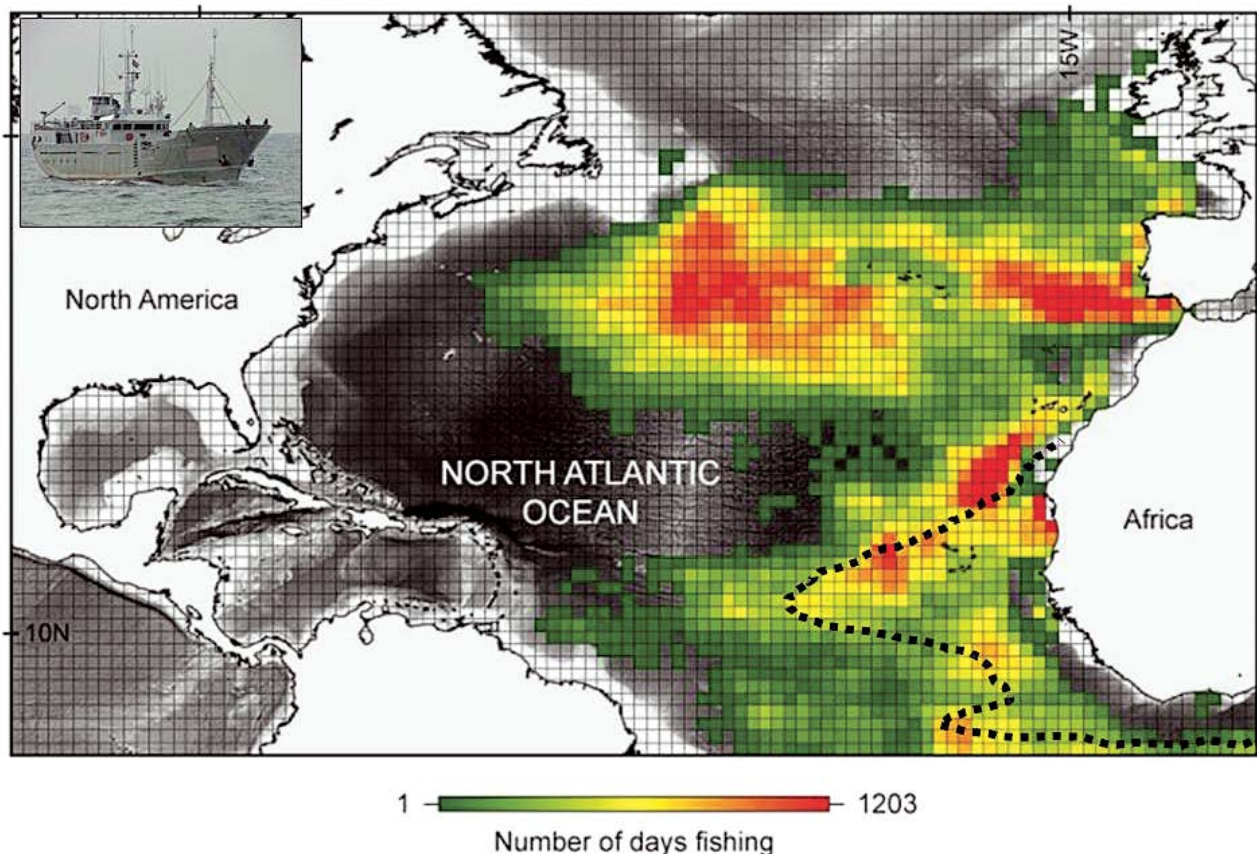 15W
North America
NORTH ATLANTIC
OCEAN
Africa
10N
1
1203
Number of days fishing